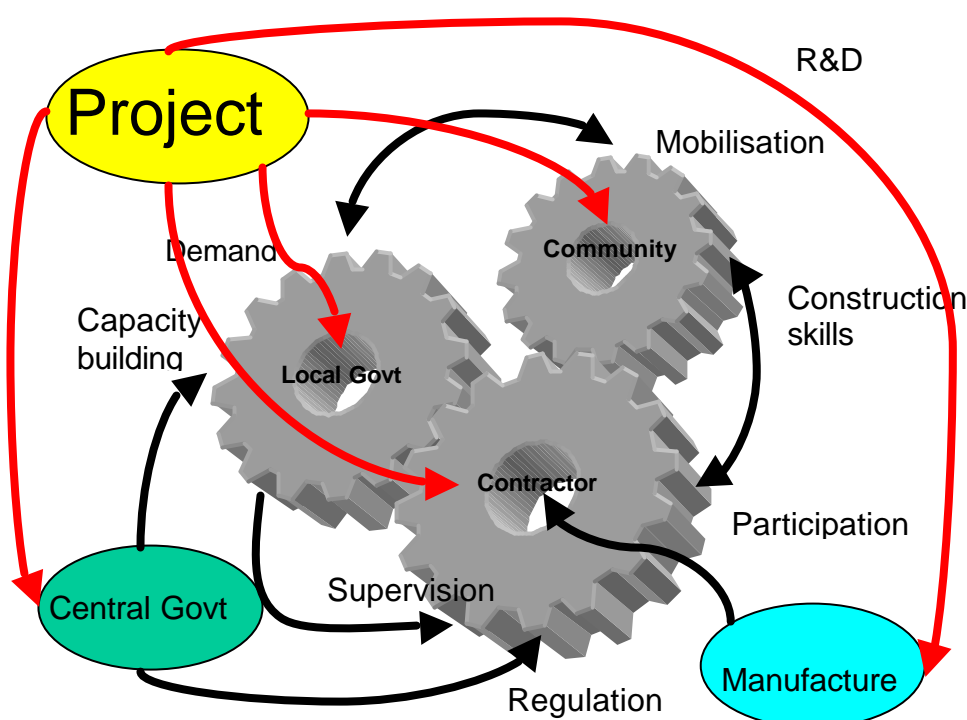 R&D
Project
Mobilisation
Demand
Community
Construction
skills
Capacity
building
Local Govt
Contractor
Participation
Supervision
Central Govt
Manufacture
Regulation